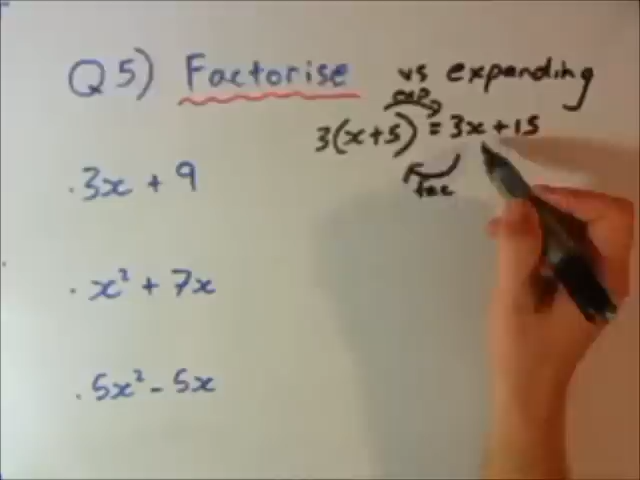 Q5) Factorise vs expanding
exp
3(x+5) = 3x+15
fac
. 3x + 9
. x² + 7x
. 5x² - 5x